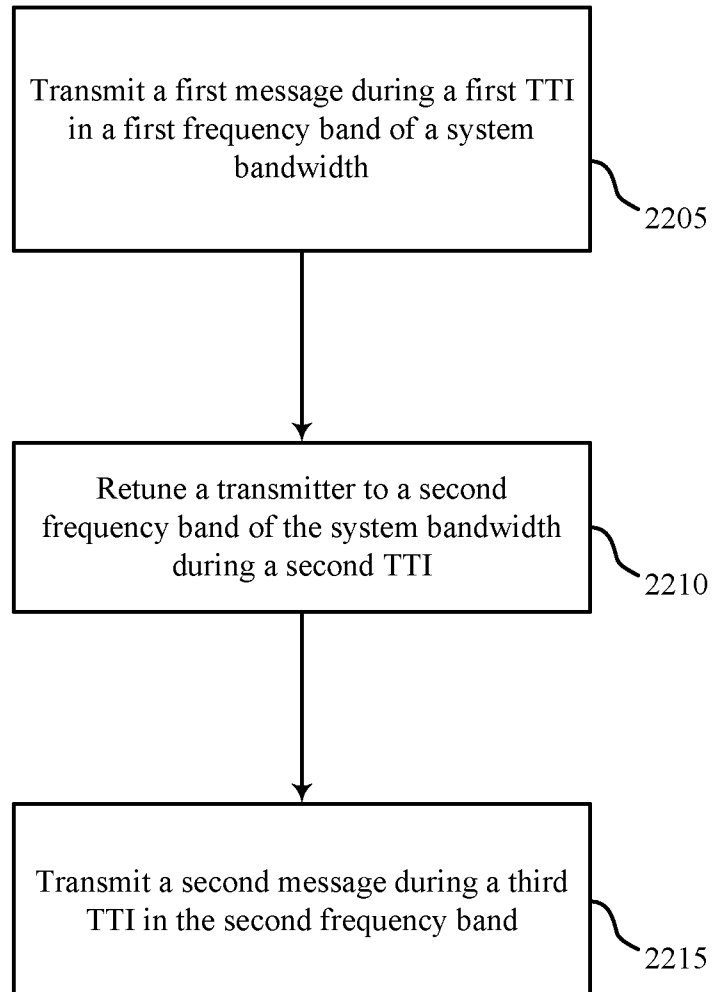 Transmit a first message during a first TTI
in a first frequency band of a system
bandwidth
2205
Retune a transmitter to a second
frequency band of the system bandwidth
during a second TTI
2210
Transmit a second message during a third
TTI in the second frequency band
2215